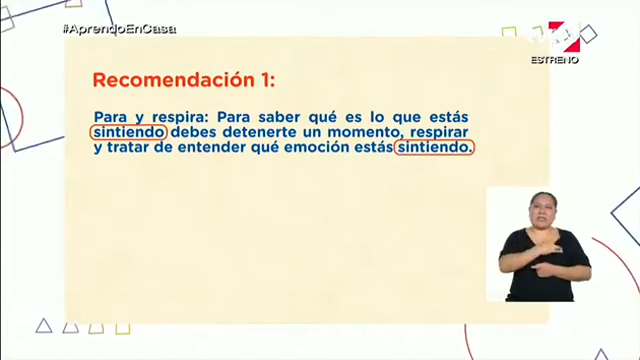 #AprendoEnCasa
ESTRENO
Recomendación 1:
Para y respira: Para saber qué es lo que estás
sintiendo debes detenerte un momento, respirar
y tratar de entender qué emoción estás sintiendo.